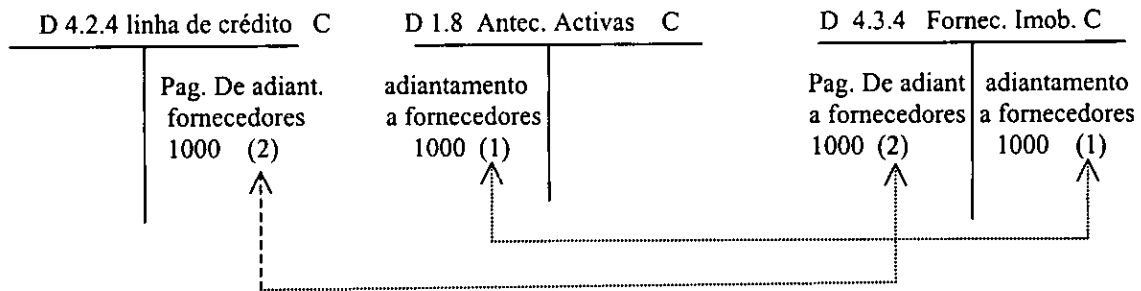 D 4.2.4 linha de crédito C
Pag. De adiant.
fornecedores
1000 (2)
D 1.8 Antec. Activas C
adiantamento
a fornecedores
1000 (1)
D 4.3.4 Fornec. Imob. C
Pag. De adiant
a fornecedores
1000 (2)
adiantamento
a fornecedores
1000 (1)